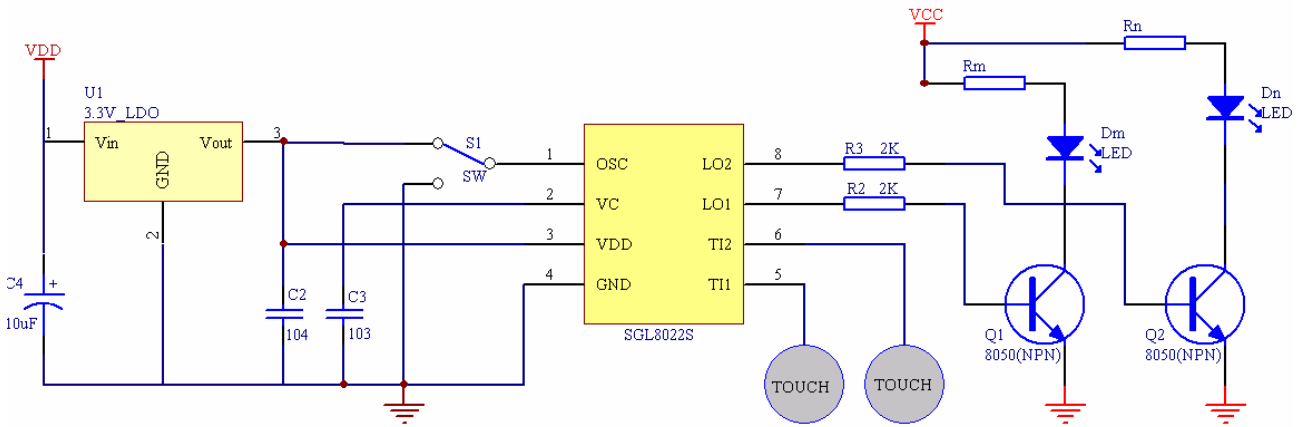 VDD
VCC
Rn
Rm
Dn
LED
Dm
LED
U1
3.3V_LDO
1
Vin
Vout
3
GND
2
S1
SW
1
OSC
LO2
8
R3 2K
2
VC
LO1
7
R2 2K
3
VDD
TI2
6
4
GND
TI1
5
SGL8022S
C4
+
10uF
C2
104
C3
103
TOUCH
TOUCH
Q1
8050(NPN)
Q2
8050(NPN)